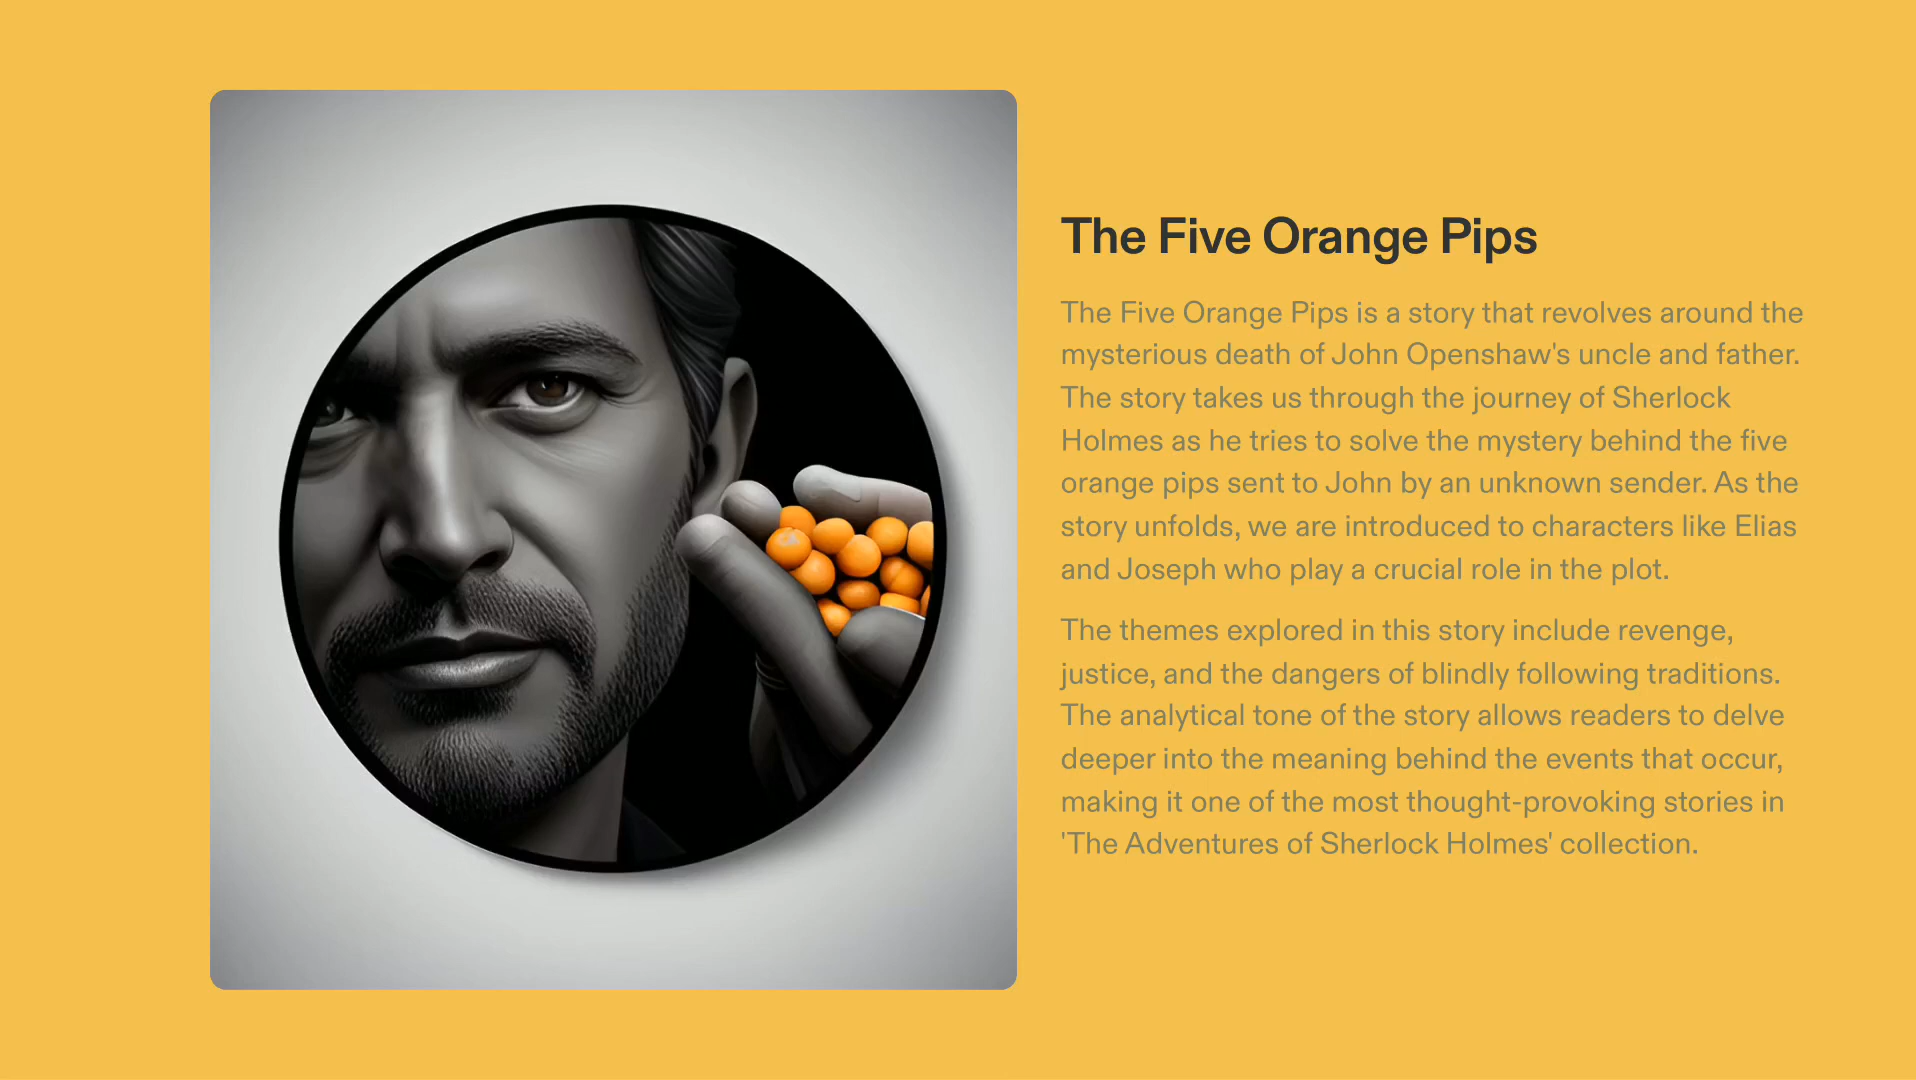 The Five Orange Pips
The Five Orange Pips is a story that revolves around the
mysterious death of John Openshaw's uncle and father.
The story takes us through the journey of Sherlock
Holmes as he tries to solve the mystery behind the five
orange pips sent to John by an unknown sender. As the
story unfolds, we are introduced to characters like Elias
and Joseph who play a crucial role in the plot.
The themes explored in this story include revenge,
justice, and the dangers of blindly following traditions.
The analytical tone of the story allows readers to delve
deeper into the meaning behind the events that occur,
making it one of the most thought-provoking stories in
'The Adventures of Sherlock Holmes' collection.